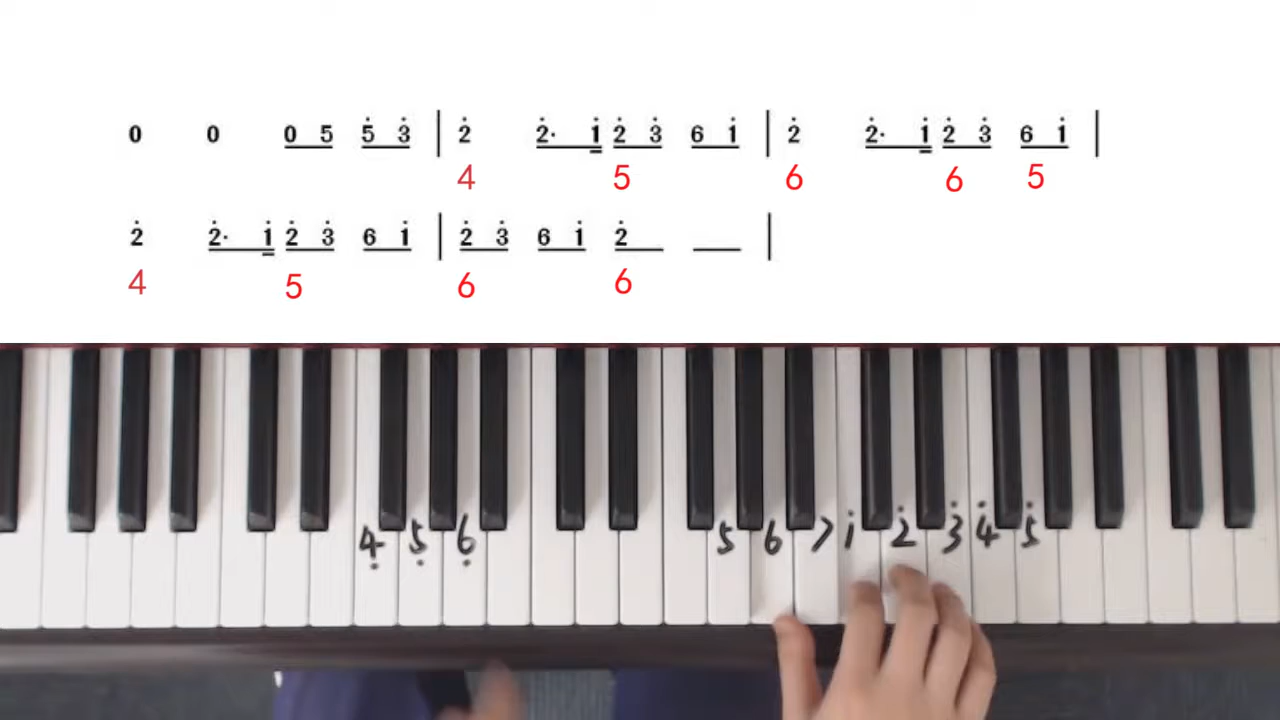 0 0 0 5 5̇ 3̇ | 2̇ 2̇· 1̇ 2̇ 3̇ 6 1̇ | 2̇ 2̇· 1̇ 2̇ 3̇ 6 1̇ |
4 5 6 6 5
2̇ 2̇· 1̇ 2̇ 3̇ 6 1̇ | 2̇ 3̇ 6 1̇ 2̇ — — |
4 5 6 6
4̣ 5̣ 6̣ 5 6 7 1̇ 2̇ 3̇ 4̇ 5̇